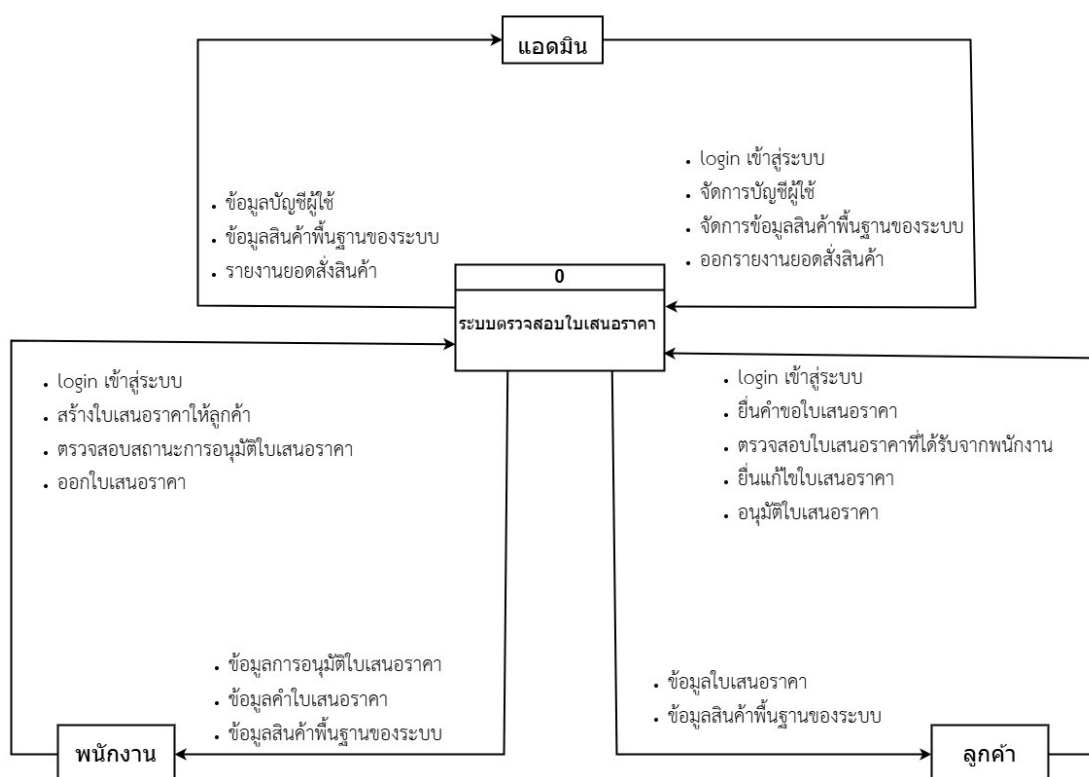 แอดมิน
• login เข้าสู่ระบบ
• จัดการบัญชีผู้ใช้
• จัดการข้อมูลสินค้าพื้นฐานของระบบ
• ออกรายงานยอดสั่งสินค้า
• ข้อมูลบัญชีผู้ใช้
• ข้อมูลสินค้าพื้นฐานของระบบ
• รายงานยอดสั่งสินค้า
0
ระบบตรวจสอบใบเสนอราคา
• login เข้าสู่ระบบ
• สร้างใบเสนอราคาให้ลูกค้า
• ตรวจสอบสถานะการอนุมัติใบเสนอราคา
• ออกใบเสนอราคา
• login เข้าสู่ระบบ
• ยื่นคำขอใบเสนอราคา
• ตรวจสอบใบเสนอราคาที่ได้รับจากพนักงาน
• ยื่นแก้ไขใบเสนอราคา
• อนุมัติใบเสนอราคา
• ข้อมูลการอนุมัติใบเสนอราคา
• ข้อมูลคำใบเสนอราคา
• ข้อมูลสินค้าพื้นฐานของระบบ
• ข้อมูลใบเสนอราคา
• ข้อมูลสินค้าพื้นฐานของระบบ
พนักงาน
ลูกค้า